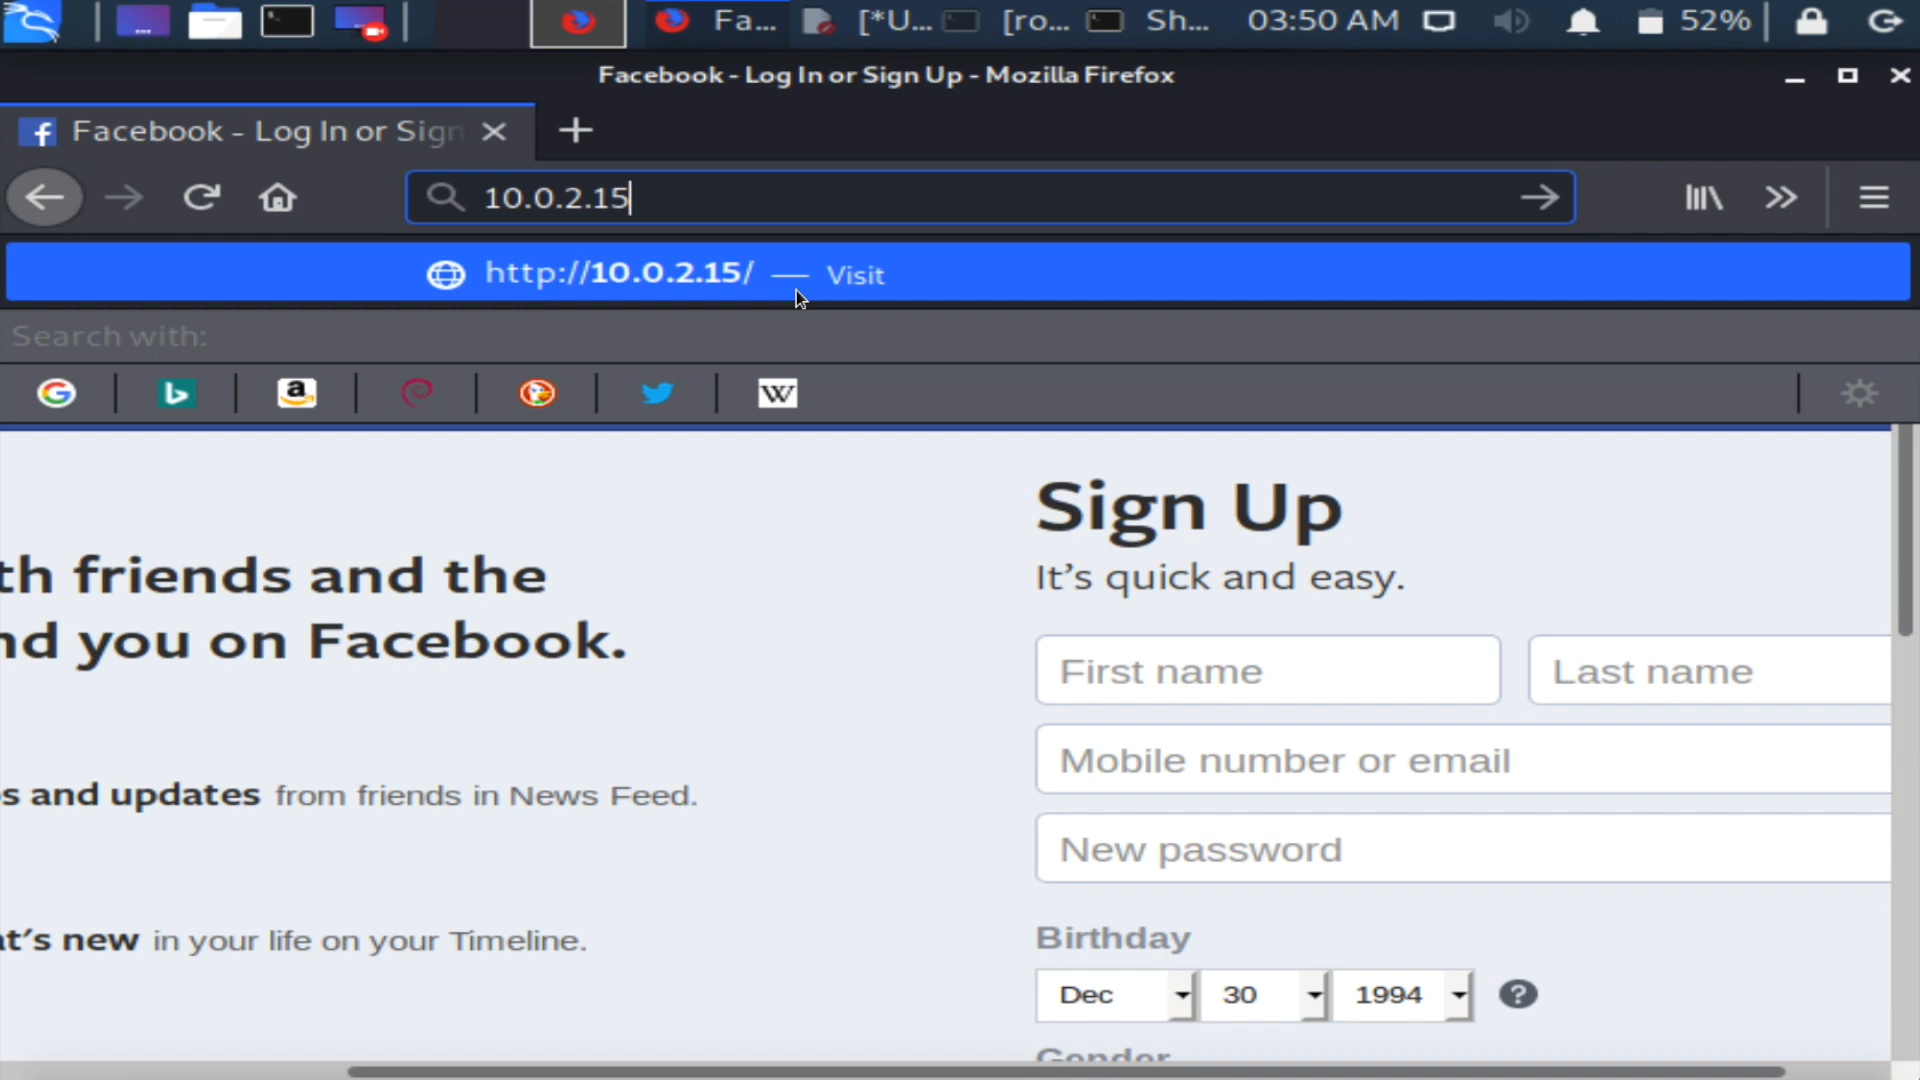 Fa... [*U... [ro... Sh... 03:50 AM 52%
Facebook - Log In or Sign Up - Mozilla Firefox
Facebook - Log In or Sign
10.0.2.15
http://10.0.2.15/ — Visit
Search with:
Sign Up
It’s quick and easy.
th friends and the
nd you on Facebook.
First name Last name
Mobile number or email
s and updates from friends in News Feed.
New password
at's new in your life on your Timeline.
Birthday
Dec 30 1994 ?
Gender